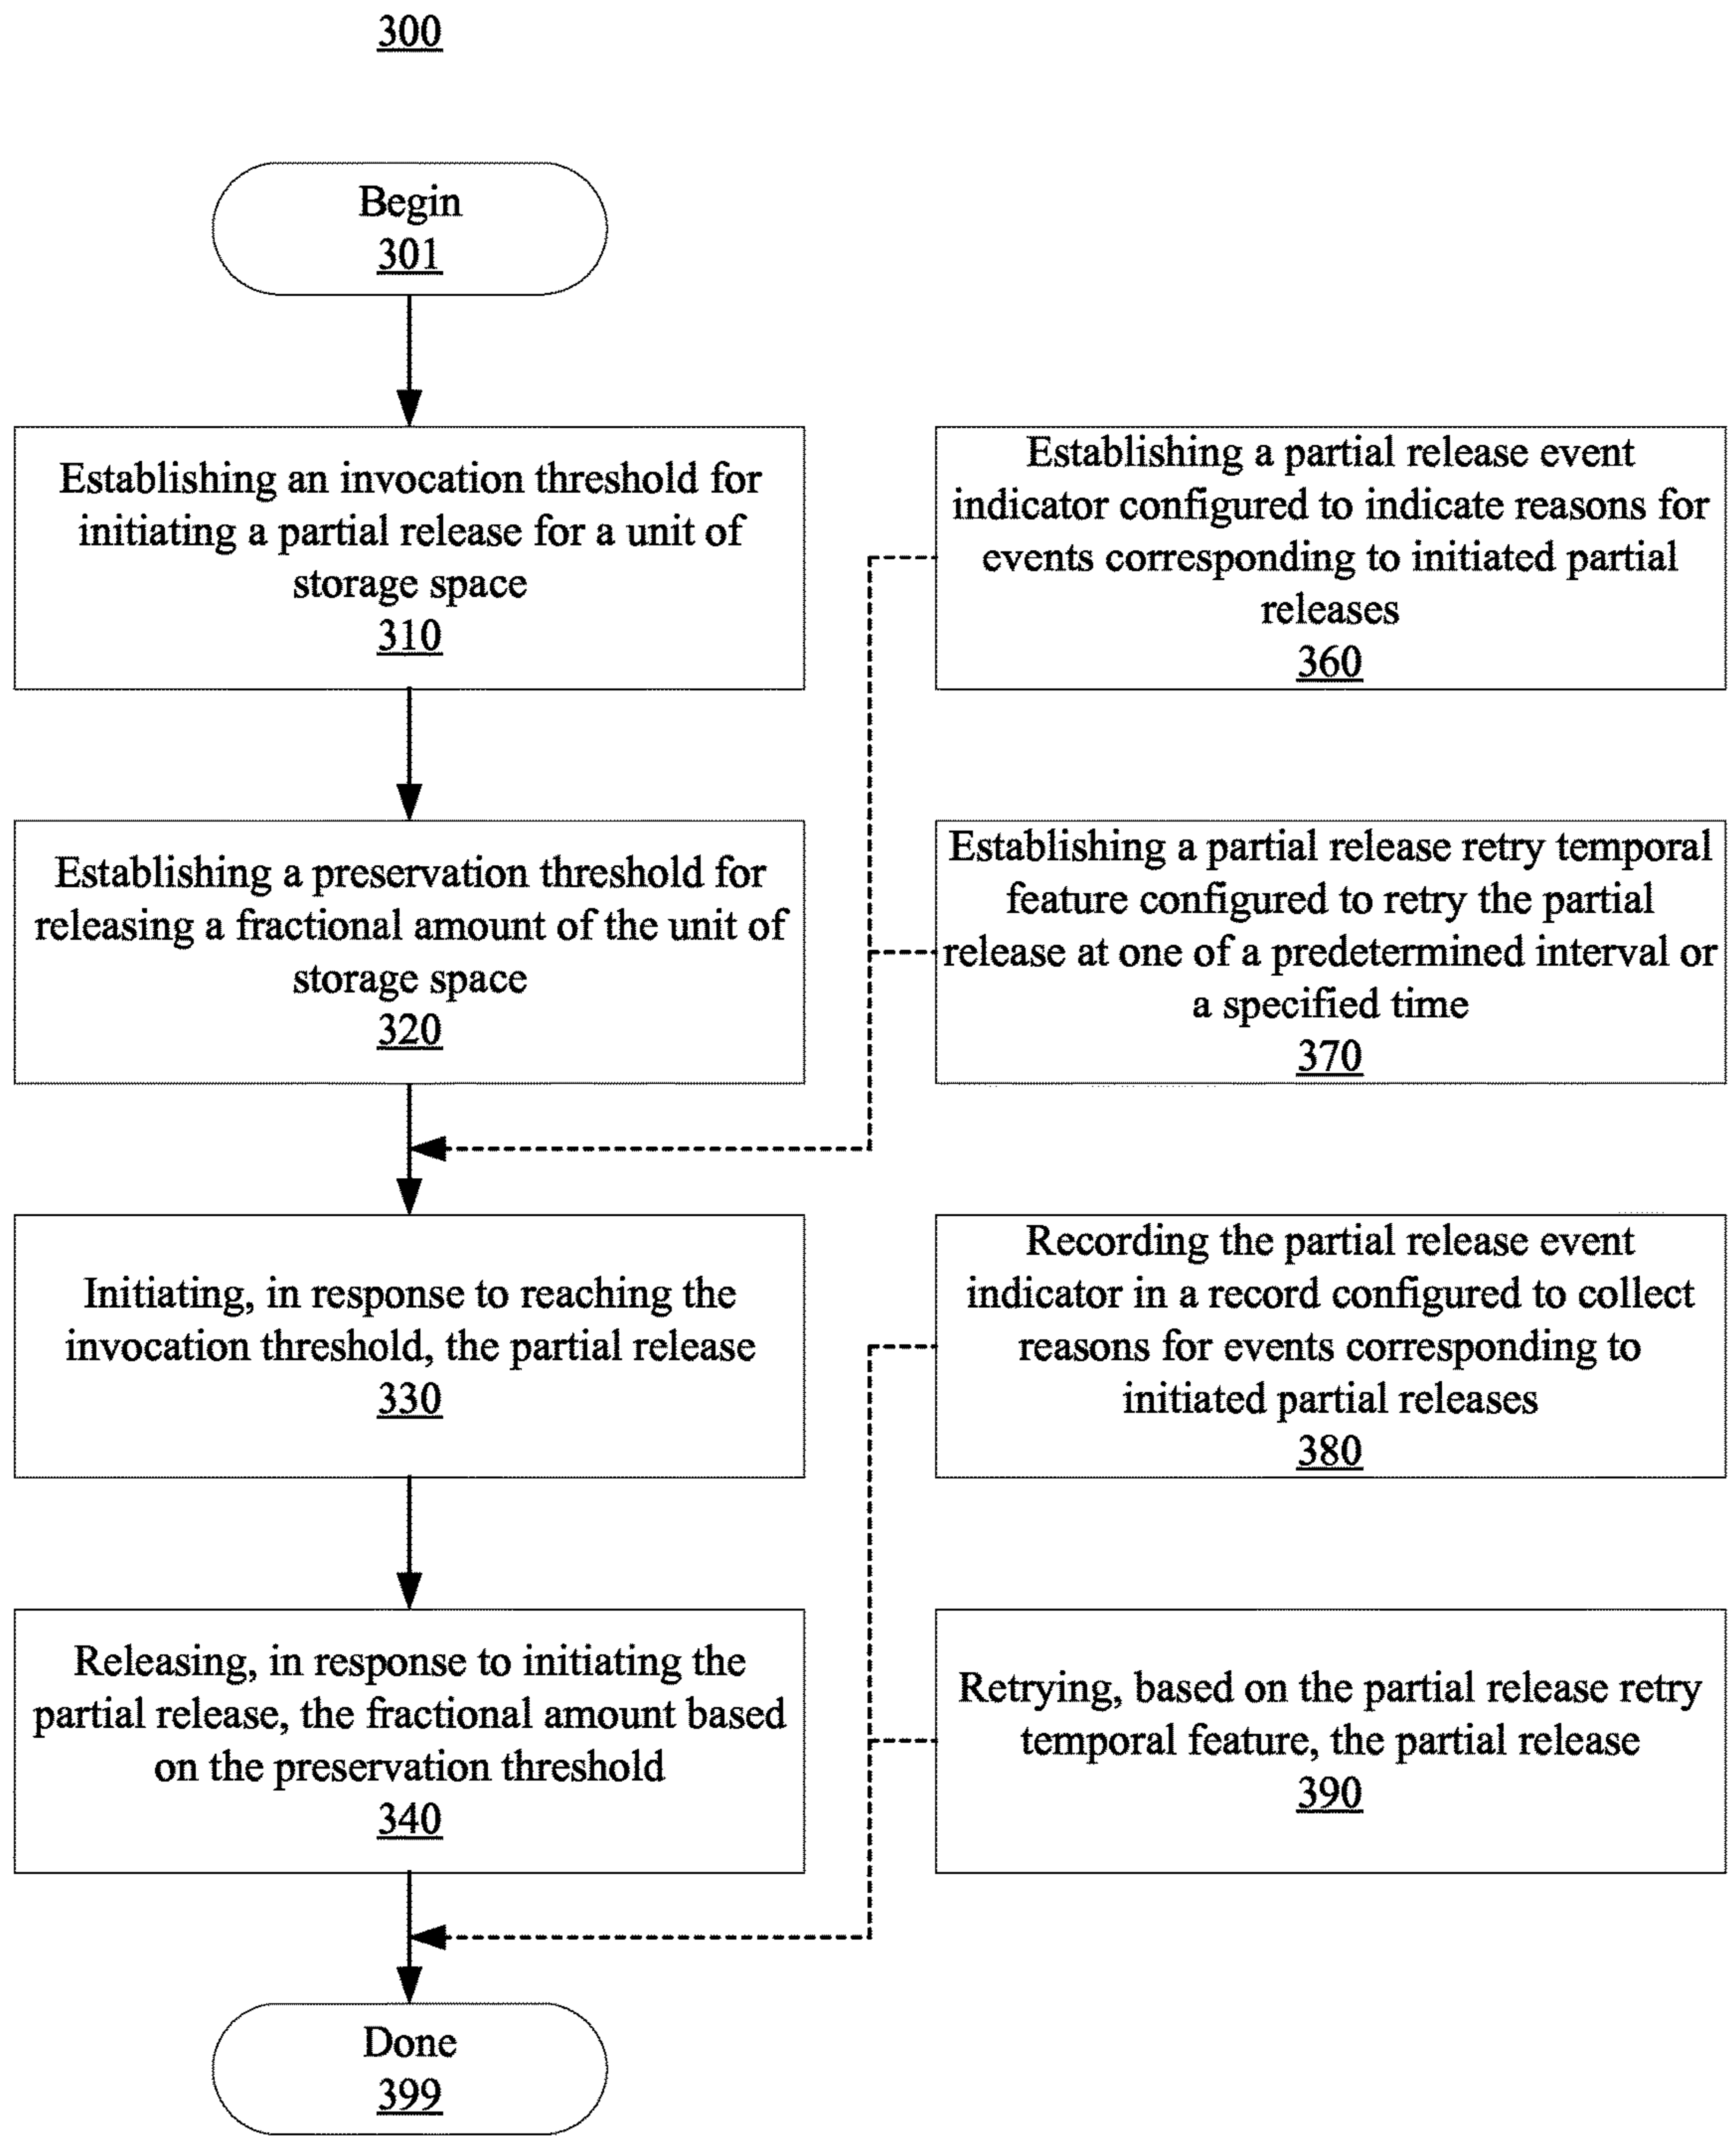 300
Begin
301
Establishing an invocation threshold for
initiating a partial release for a unit of
storage space
310
Establishing a preservation threshold for
releasing a fractional amount of the unit of
storage space
320
Initiating, in response to reaching the
invocation threshold, the partial release
330
Releasing, in response to initiating the
partial release, the fractional amount based
on the preservation threshold
340
Done
399
Establishing a partial release event
indicator configured to indicate reasons for
events corresponding to initiated partial
releases
360
Establishing a partial release retry temporal
feature configured to retry the partial
release at one of a predetermined interval or
a specified time
370
Recording the partial release event
indicator in a record configured to collect
reasons for events corresponding to
initiated partial releases
380
Retrying, based on the partial release retry
temporal feature, the partial release
390